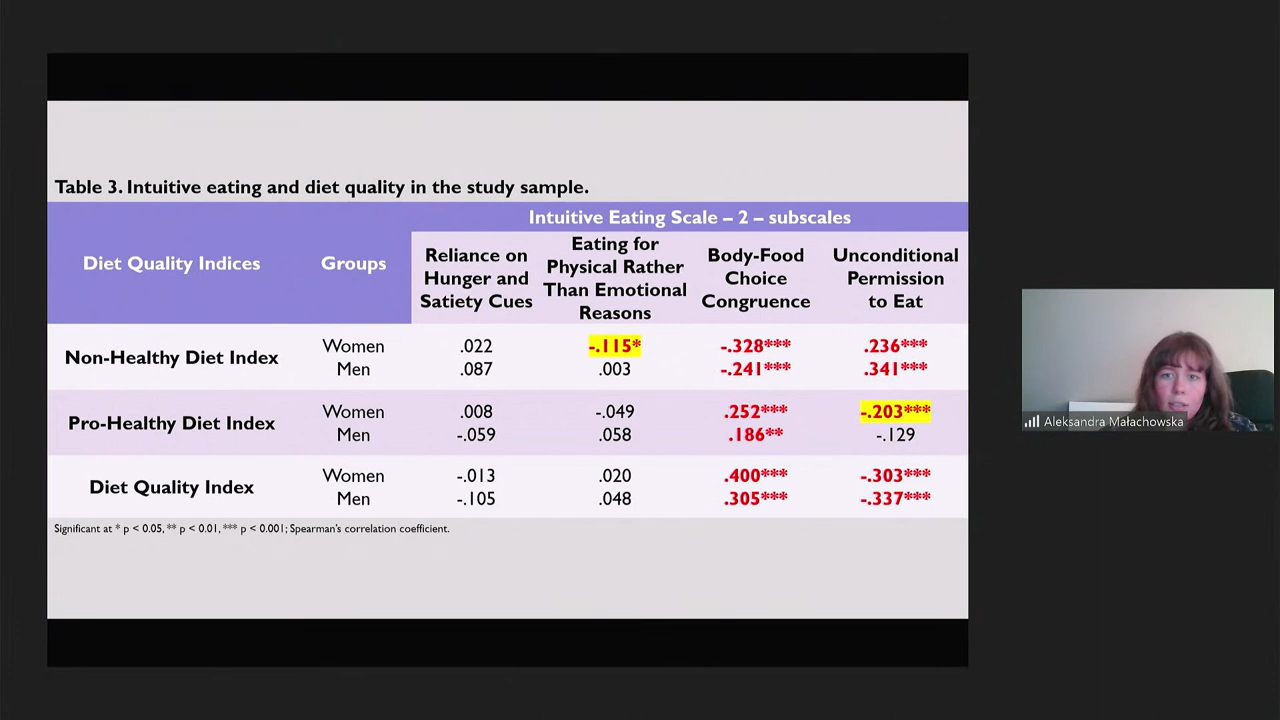 Table 3. Intuitive eating and diet quality in the study sample.
Intuitive Eating Scale – 2 – subscales
Diet Quality Indices
Groups
Reliance on
Hunger and
Satiety Cues
Eating for
Physical Rather
Than Emotional
Reasons
Body-Food
Choice
Congruence
Unconditional
Permission
to Eat
Non-Healthy Diet Index
Women .022 -.115* -.328*** .236***
Men .087 .003 -.241*** .341***
Pro-Healthy Diet Index
Women .008 -.049 .252*** -.203***
Men -.059 .058 .186** -.129
Diet Quality Index
Women -.013 .020 .400*** -.303***
Men -.105 .048 .305*** -.337***
Significant at * p < 0.05, ** p < 0.01, *** p < 0.001; Spearman's correlation coefficient.
Aleksandra Małachowska